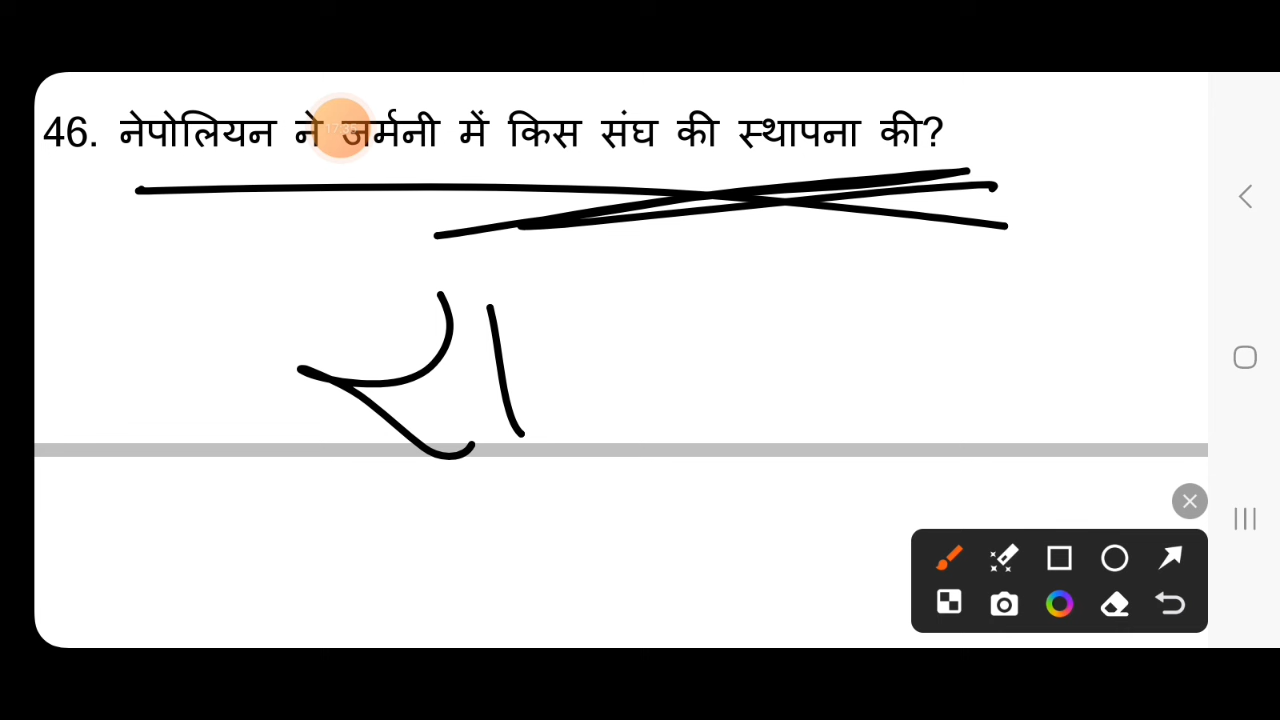 46. नेपोलियन ने जर्मनी में किस संघ की स्थापना की?
रा